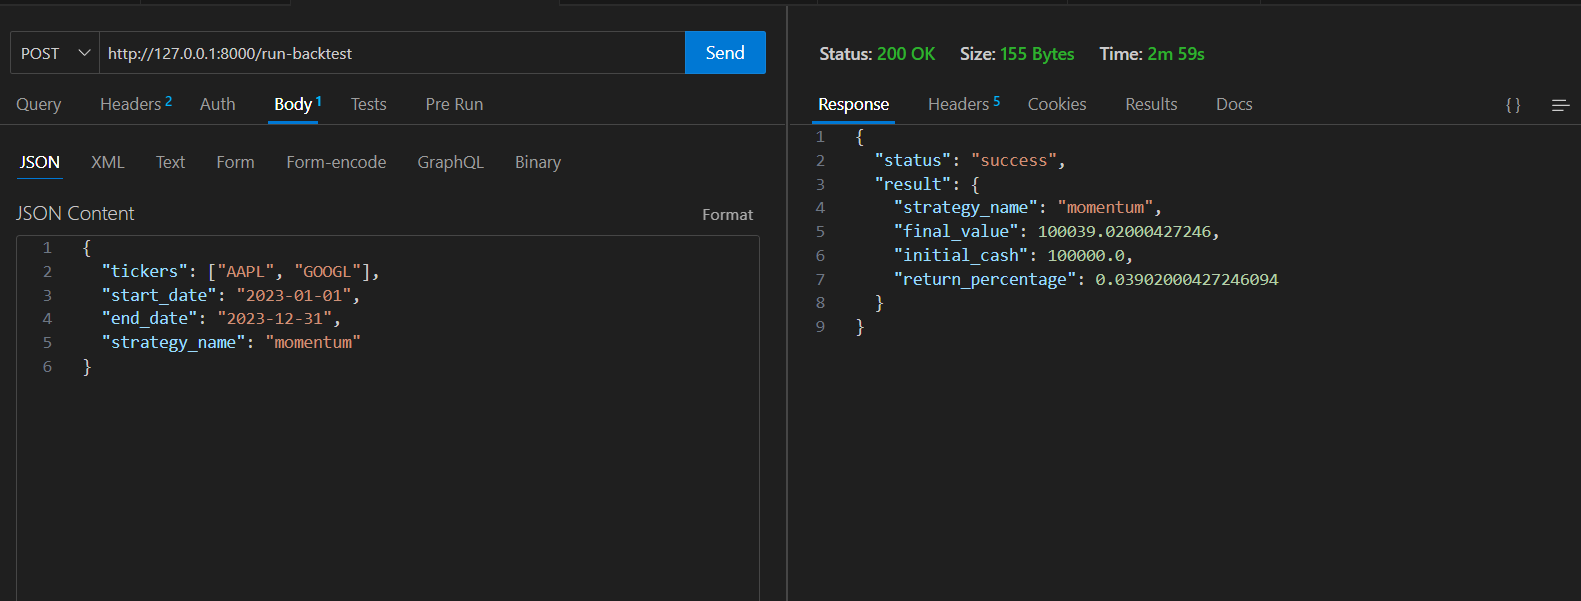 POST http://127.0.0.1:8000/run-backtest Send
Query Headers 2 Auth Body 1 Tests Pre Run
JSON XML Text Form Form-encode GraphQL Binary
JSON Content Format
1 {
2 "tickers": ["AAPL", "GOOGL"],
3 "start_date": "2023-01-01",
4 "end_date": "2023-12-31",
5 "strategy_name": "momentum"
6 }
Status: 200 OK Size: 155 Bytes Time: 2m 59s
Response Headers 5 Cookies Results Docs { }
1 {
2 "status": "success",
3 "result": {
4 "strategy_name": "momentum",
5 "final_value": 100039.02000427246,
6 "initial_cash": 100000.0,
7 "return_percentage": 0.03902000427246094
8 }
9 }